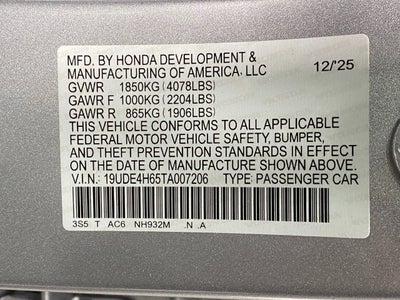 MFD. BY HONDA DEVELOPMENT &
MANUFACTURING OF AMERICA, LLC 12/'25
GVWR 1850KG (4078LBS)
GAWR F 1000KG (2204LBS)
GAWR R 865KG (1906LBS)
THIS VEHICLE CONFORMS TO ALL APPLICABLE
FEDERAL MOTOR VEHICLE SAFETY, BUMPER,
AND THEFT PREVENTION STANDARDS IN EFFECT
ON THE DATE OF MANUFACTURE SHOWN ABOVE.
V.I.N.: 19UDE4H65TA007206 TYPE: PASSENGER CAR
3S5 T AC6 NH932M .N .A